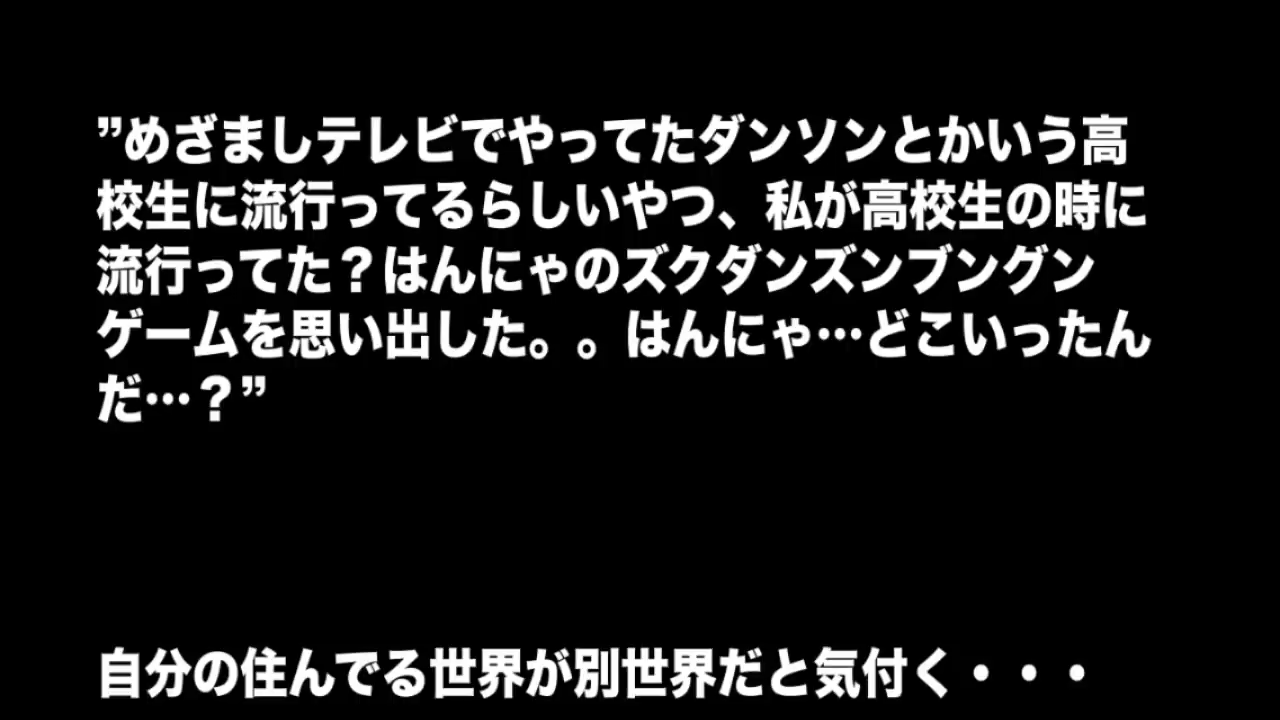 ”めざましテレビでやってたダンソンとかいう高
校生に流行ってるらしいやつ、私が高校生の時に
流行ってた？はんにゃのズクダンズンブングン
ゲームを思い出した。。はんにゃ…どこいったん
だ…？”
自分の住んでる世界が別世界だと気付く・・・